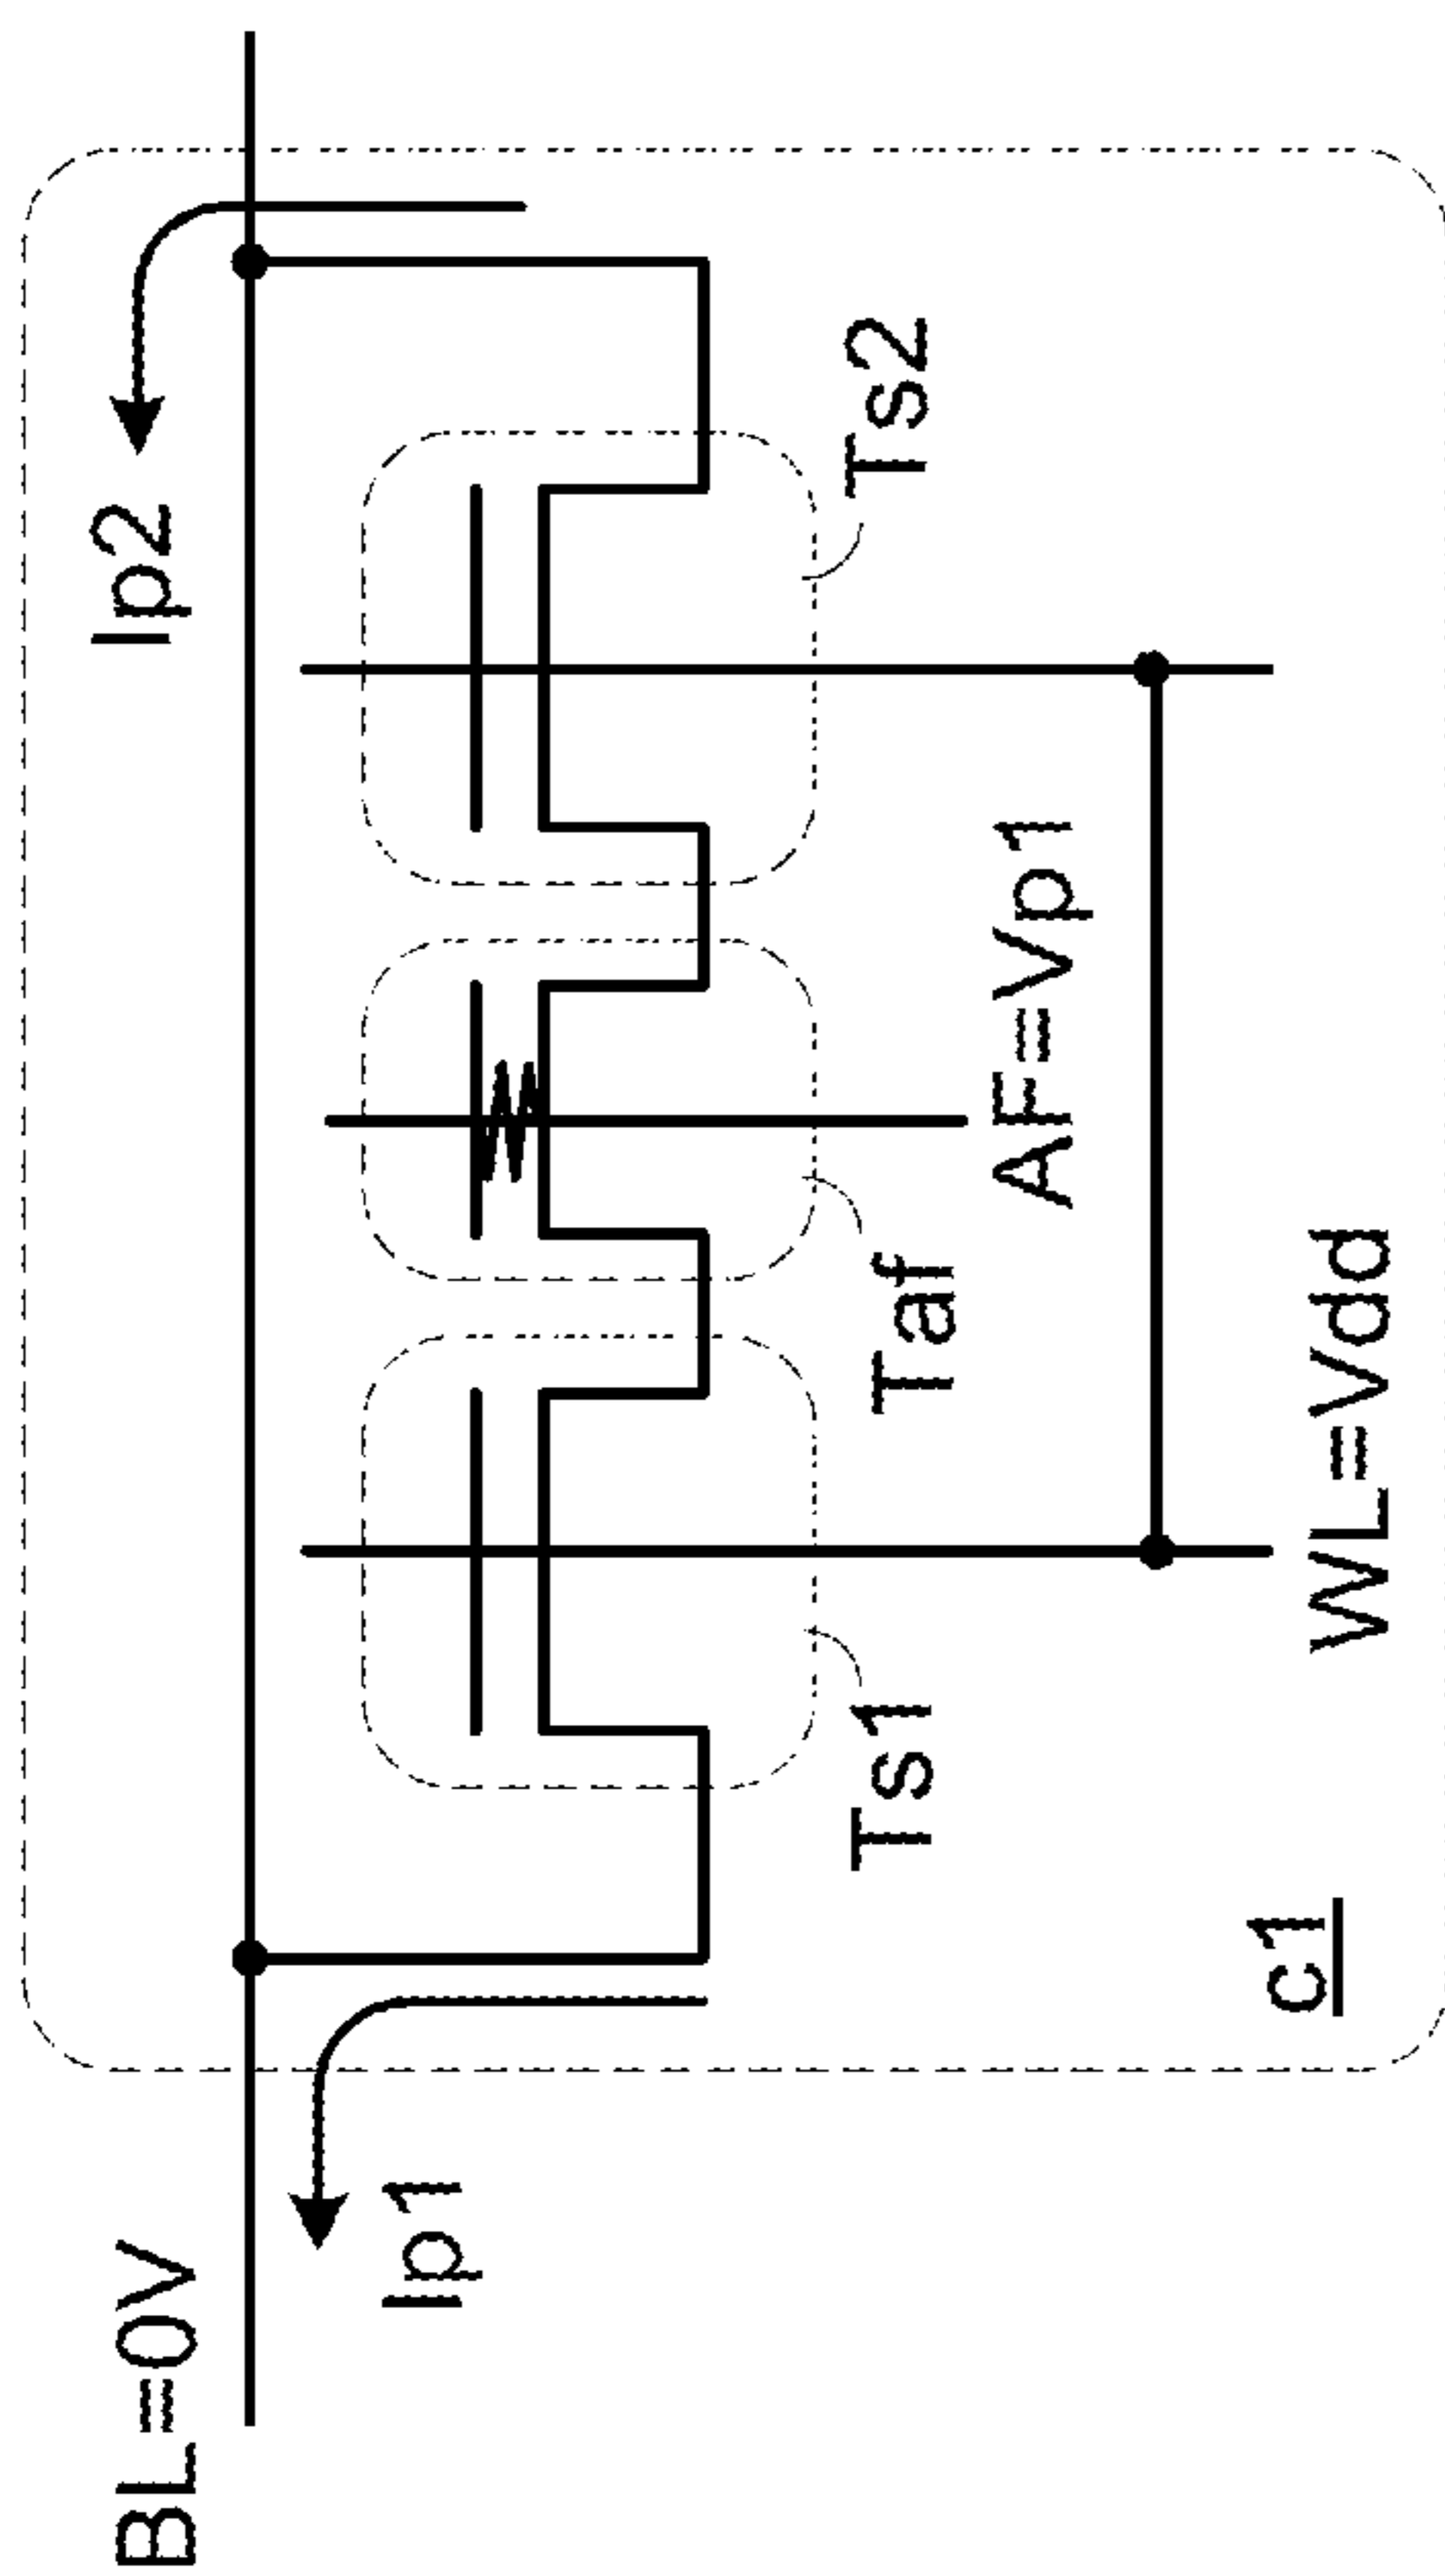 BL=0V
Ip2
Ip1
Ts1
Taf
Ts2
AF=Vp1
c1
WL=Vdd